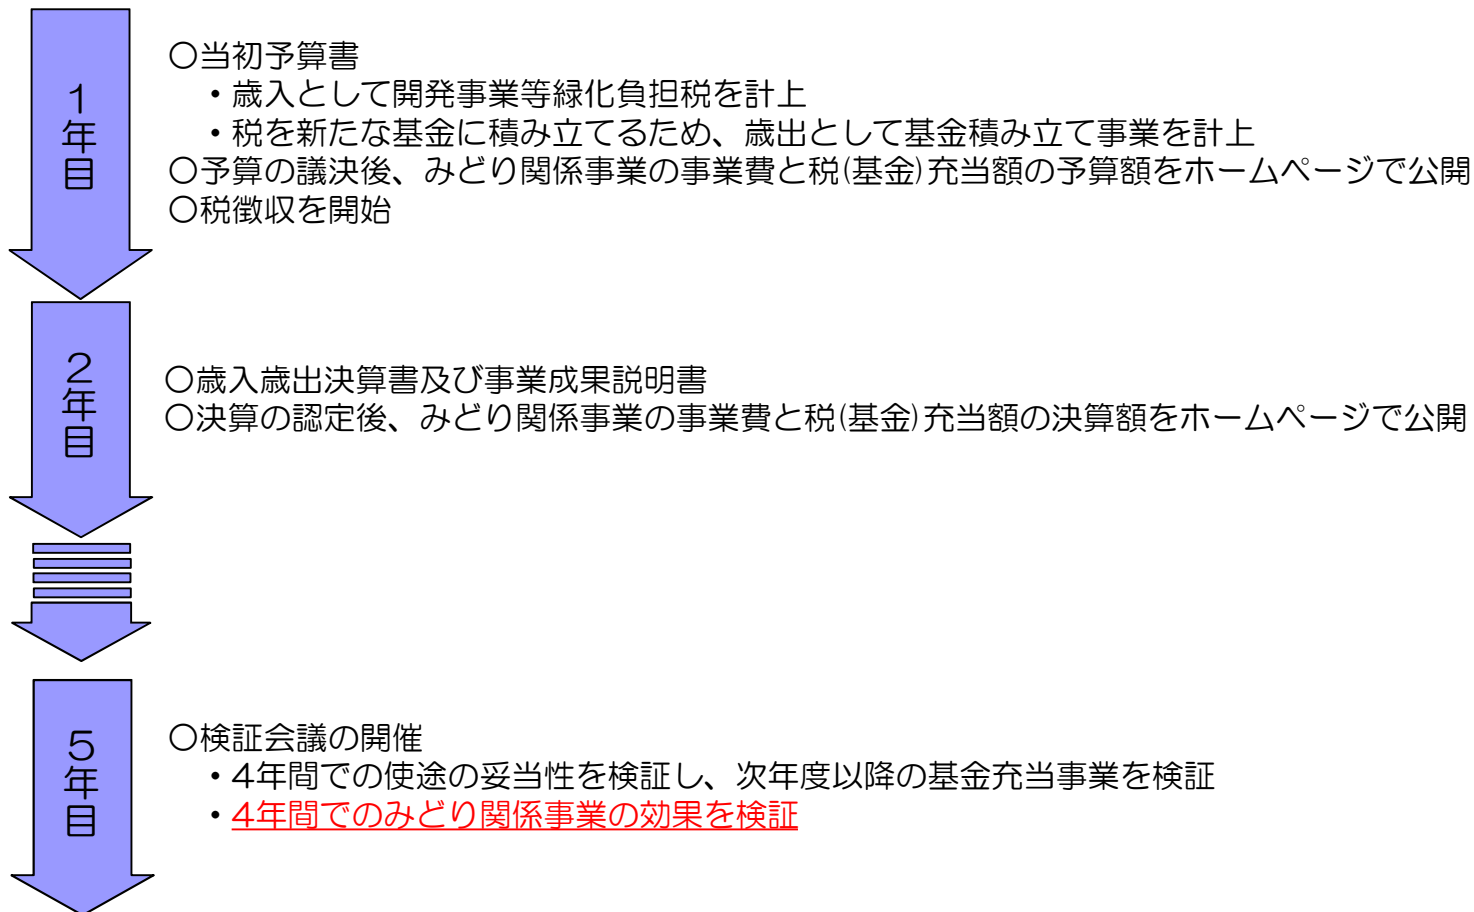 1年目
〇当初予算書
・歳入として開発事業等緑化負担税を計上
・税を新たな基金に積み立てるため、歳出として基金積み立て事業を計上
〇予算の議決後、みどり関係事業の事業費と税(基金)充当額の予算額をホームページで公開
〇税徴収を開始
2年目
〇歳入歳出決算書及び事業成果説明書
〇決算の認定後、みどり関係事業の事業費と税(基金)充当額の決算額をホームページで公開
5年目
〇検証会議の開催
・4年間での使途の妥当性を検証し、次年度以降の基金充当事業を検証
・4年間でのみどり関係事業の効果を検証